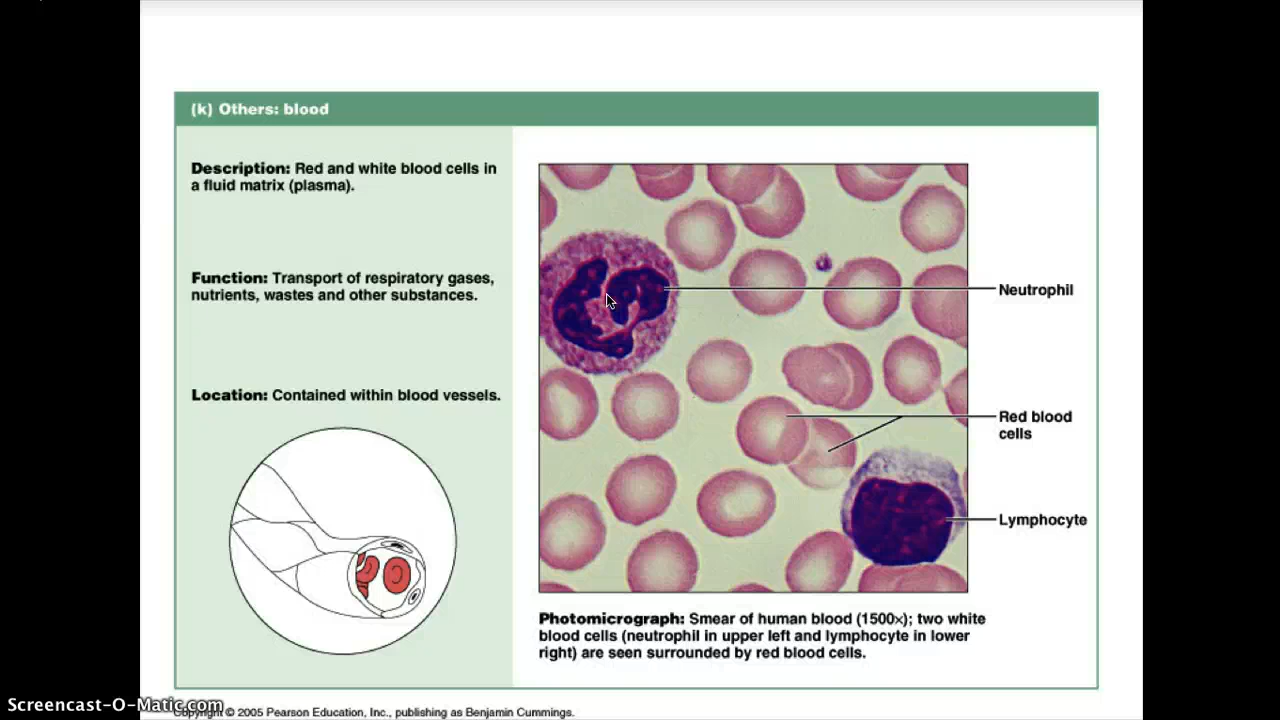 (k) Others: blood
Description: Red and white blood cells in
a fluid matrix (plasma).
Function: Transport of respiratory gases,
nutrients, wastes and other substances.
Location: Contained within blood vessels.
Neutrophil
Red blood
cells
Lymphocyte
Photomicrograph: Smear of human blood (1500×); two white
blood cells (neutrophil in upper left and lymphocyte in lower
right) are seen surrounded by red blood cells.
Screencast-O-Matic.com
Copyright © 2005 Pearson Education, Inc., publishing as Benjamin Cummings.